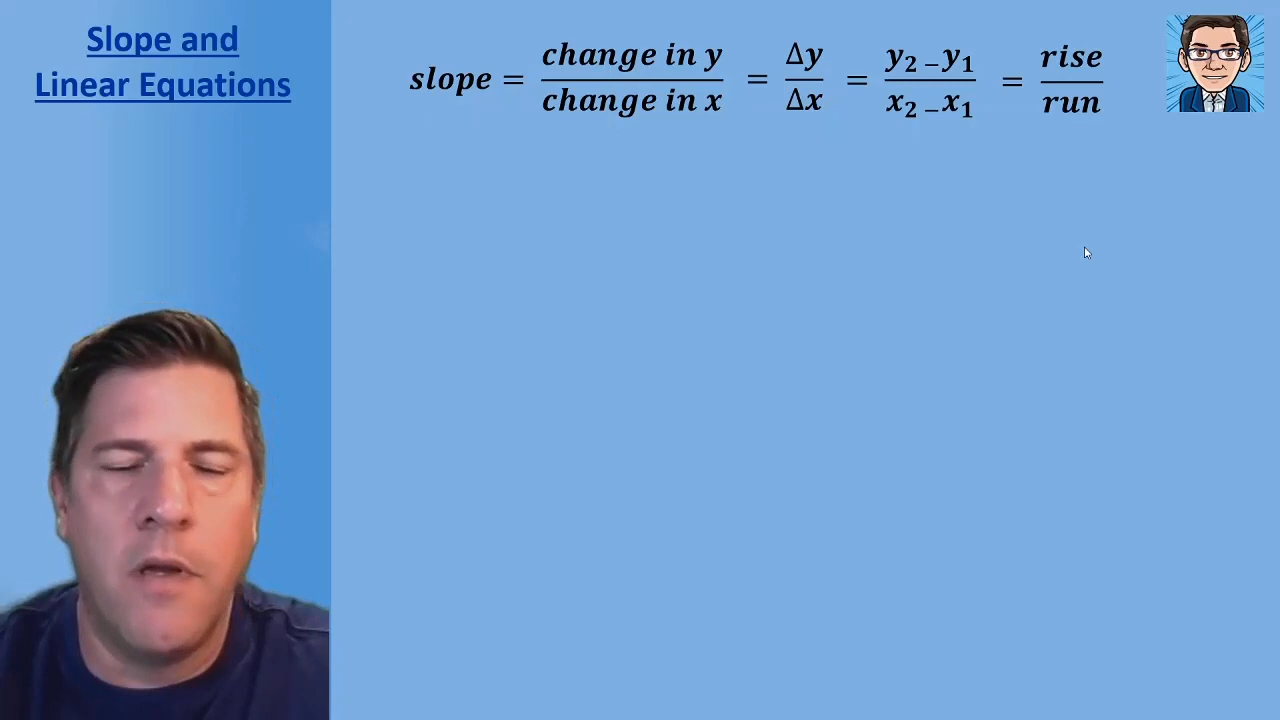 Slope and
Linear Equations
slope = change in y / change in x = Δy / Δx = y₂ – y₁ / x₂ – x₁ = rise / run